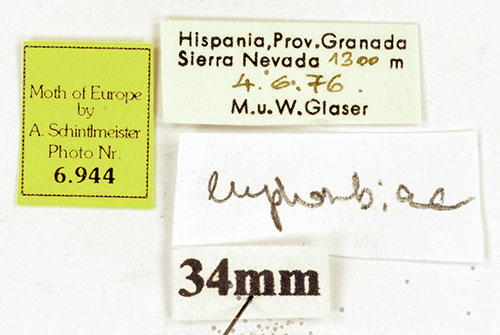 Moth of Europe
by
A. Schintlmeister
Photo Nr.
6.944
Hispania,Prov.Granada
Sierra Nevada 1300 m
4.6.76.
M.u.W.Glaser
euphorbiae
34mm